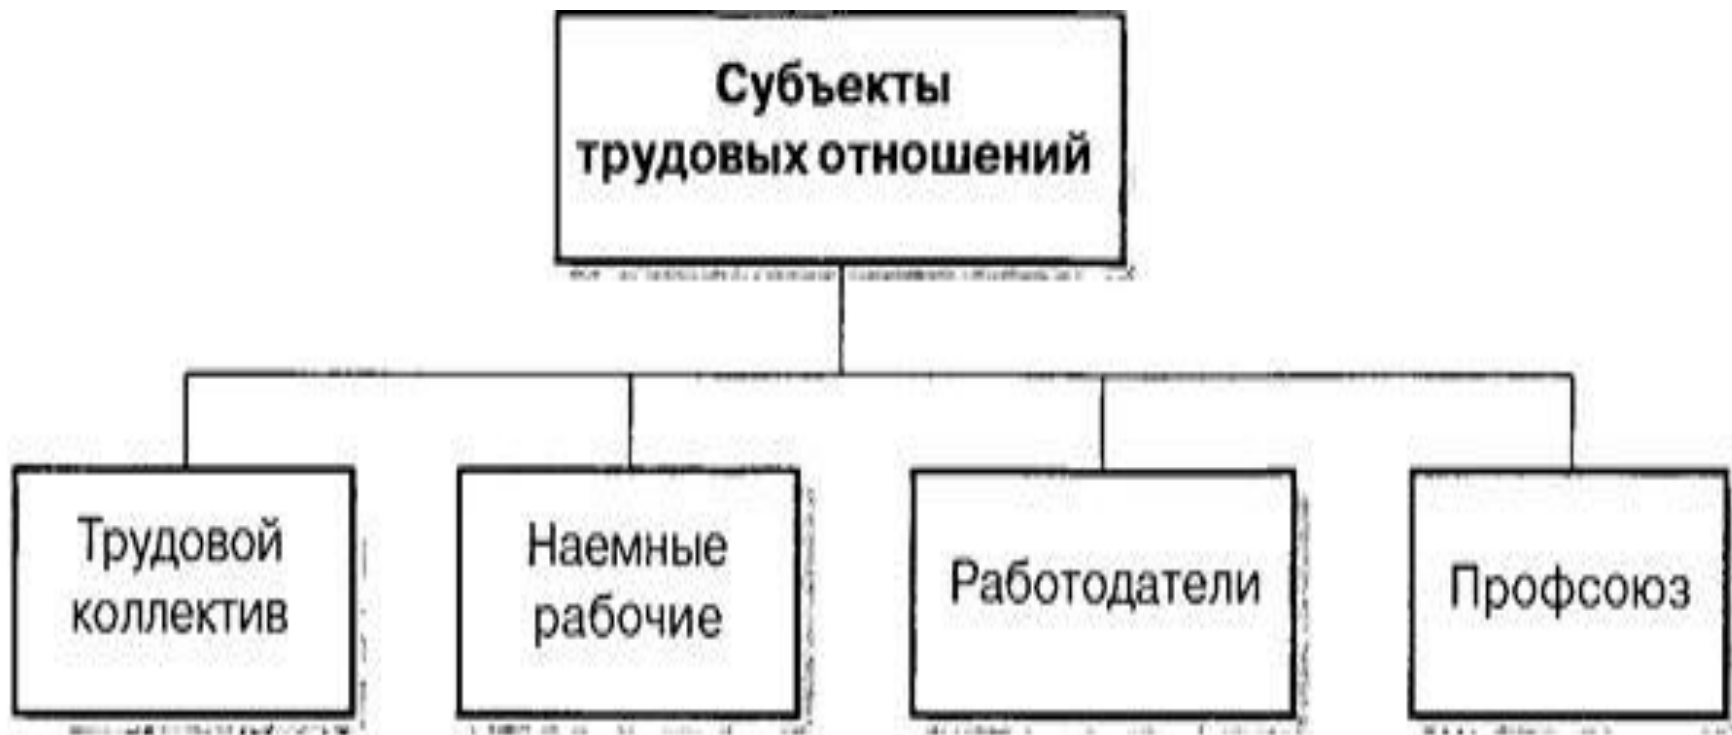 Субъекты
трудовых отношений
Трудовой
коллектив
Наемные
рабочие
Работодатели
Профсоюз